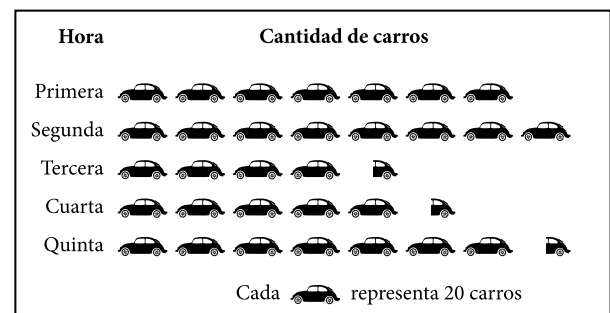 Hora Cantidad de carros
Primera
Segunda
Tercera
Cuarta
Quinta
Cada representa 20 carros